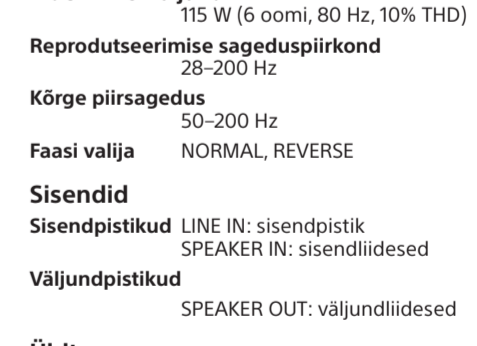 115 W (6 oomi, 80 Hz, 10% THD)
Reprodutseerimise sageduspiirkond
28–200 Hz
Kõrge piirsagedus
50–200 Hz
Faasi valija NORMAL, REVERSE
Sisendid
Sisendpistikud LINE IN: sisendpistik
SPEAKER IN: sisendliidesed
Väljundpistikud
SPEAKER OUT: väljundliidesed